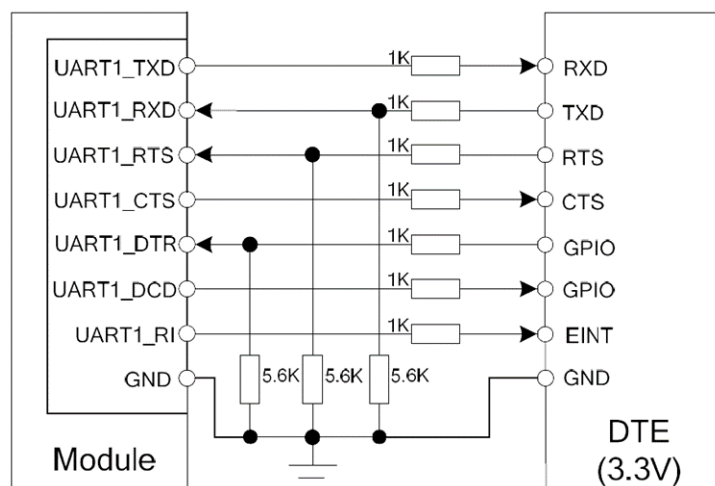 UART1_TXD 1K RXD
UART1_RXD 1K TXD
UART1_RTS 1K RTS
UART1_CTS 1K CTS
UART1_DTR 1K GPIO
UART1_DCD 1K GPIO
UART1_RI 1K EINT
GND 5.6K 5.6K 5.6K GND
Module
DTE
(3.3V)